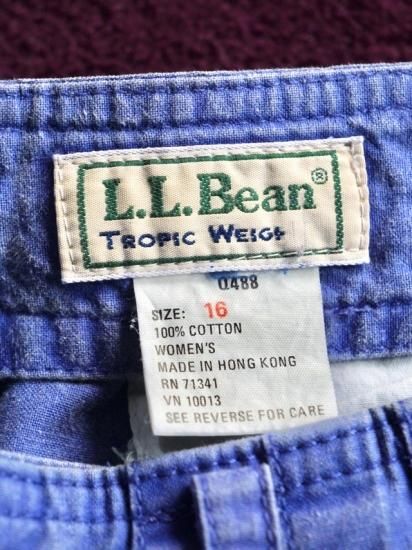 L.L.Bean®
TROPIC WEIGH
0488
SIZE: 16
100% COTTON
WOMEN'S
MADE IN HONG KONG
RN 71341
VN 10013
SEE REVERSE FOR CARE